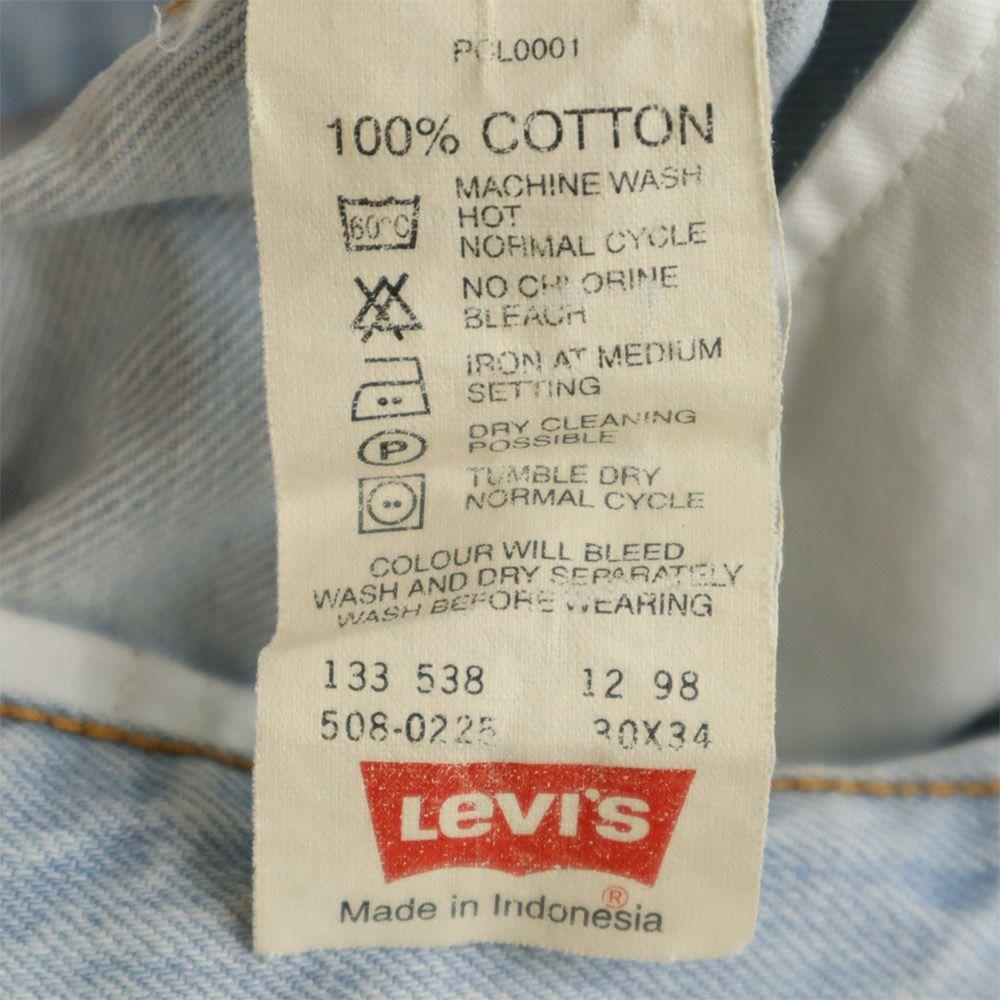 PCL0001
100% COTTON
60°C
MACHINE WASH
HOT
NORMAL CYCLE
NO CHLORINE
BLEACH
IRON AT MEDIUM
SETTING
P
DRY CLEANING
POSSIBLE
TUMBLE DRY
NORMAL CYCLE
COLOUR WILL BLEED
WASH AND DRY SEPARATELY
WASH BEFORE WEARING
133 538 12 98
508-0225 30X34
LEVI'S
®
Made in Indonesia